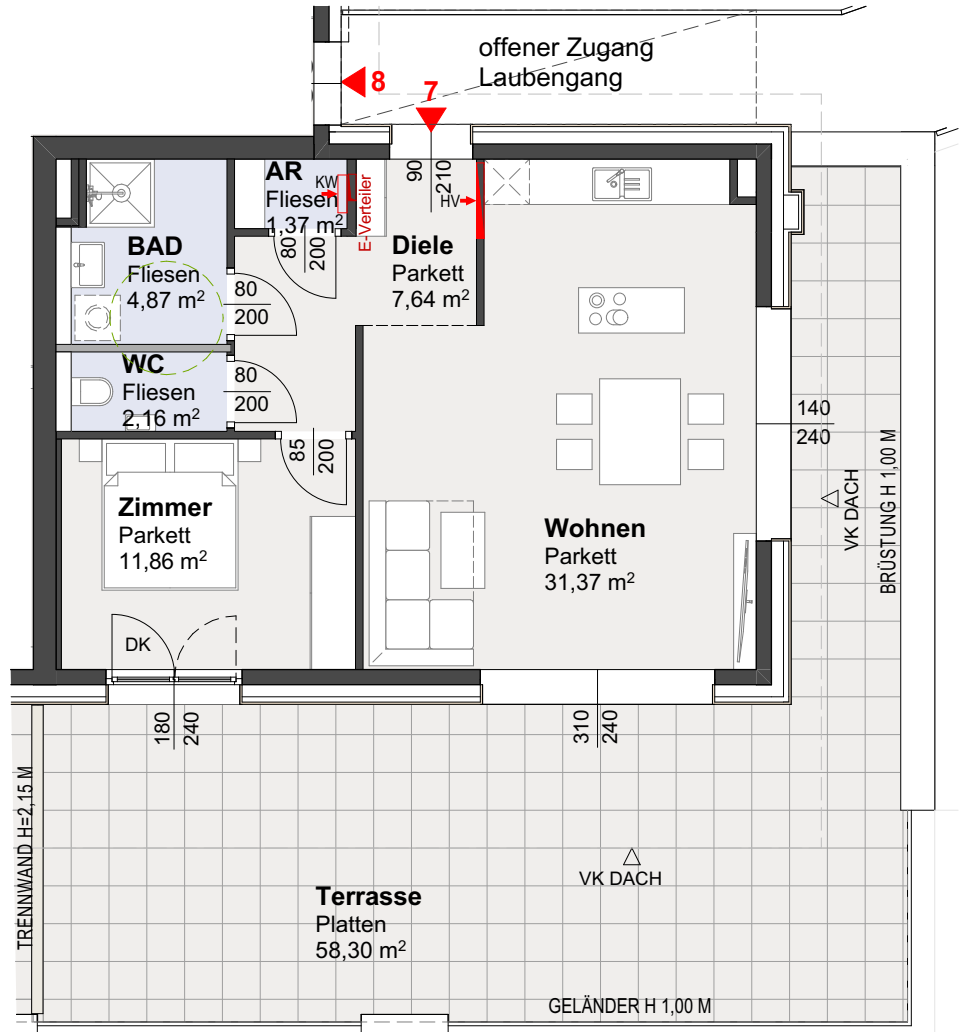 offener Zugang
Laubengang
8
7
AR
Fliesen
1,37 m²
KW
E-Verteiler
90
210
HV
BAD
Fliesen
4,87 m²
80
200
Diele
Parkett
7,64 m²
80
200
WC
Fliesen
2,16 m²
80
200
85
200
140
240
Zimmer
Parkett
11,86 m²
DK
Wohnen
Parkett
31,37 m²
VK DACH
BRÜSTUNG H 1,00 M
180
240
310
240
TRENNWAND H=2,15 M
VK DACH
Terrasse
Platten
58,30 m²
GELÄNDER H 1,00 M